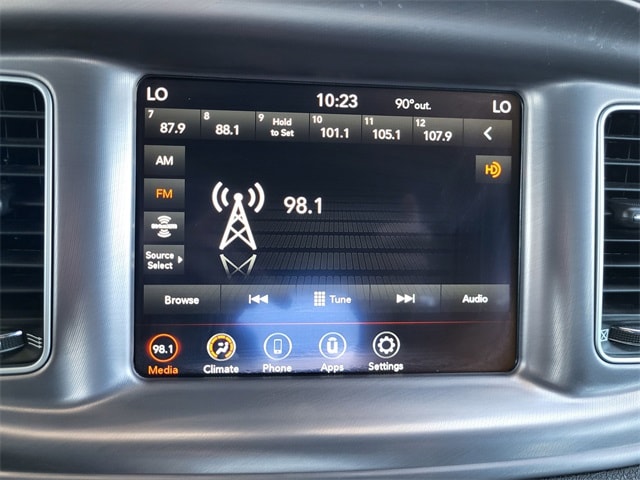 LO 10:23 90°out. LO
7 87.9 8 88.1 9 Hold to Set 10 101.1 11 105.1 12 107.9
AM
FM
98.1
HD
siriusxm
Source Select
Browse Tune Audio
98.1
Media Climate Phone Apps Settings